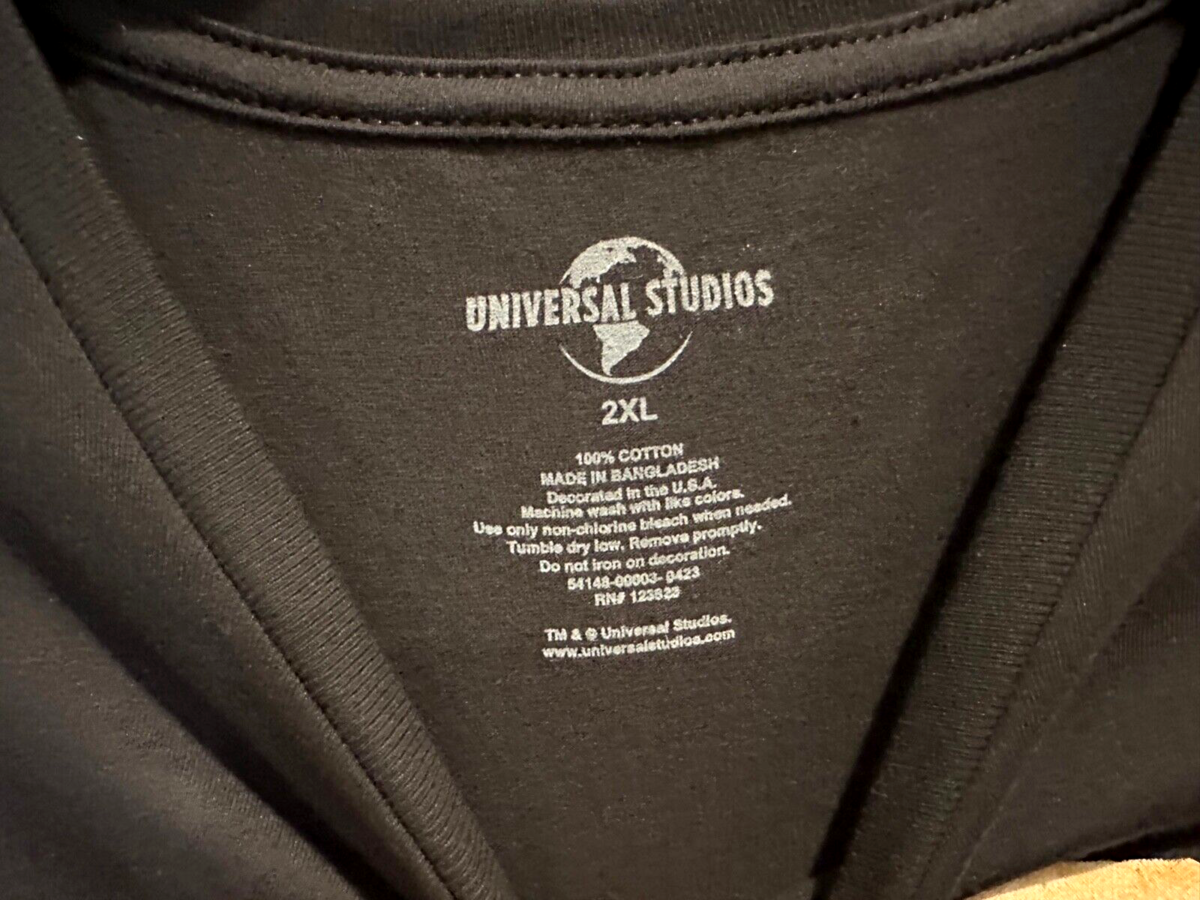 UNIVERSAL STUDIOS
2XL
100% COTTON
MADE IN BANGLADESH
Decorated in the U.S.A.
Machine wash with like colors.
Use only non-chlorine bleach when needed.
Tumble dry low. Remove promptly.
Do not iron on decoration.
54148-00003- 0423
RN# 123823
TM & © Universal Studios.
www.universalstudios.com